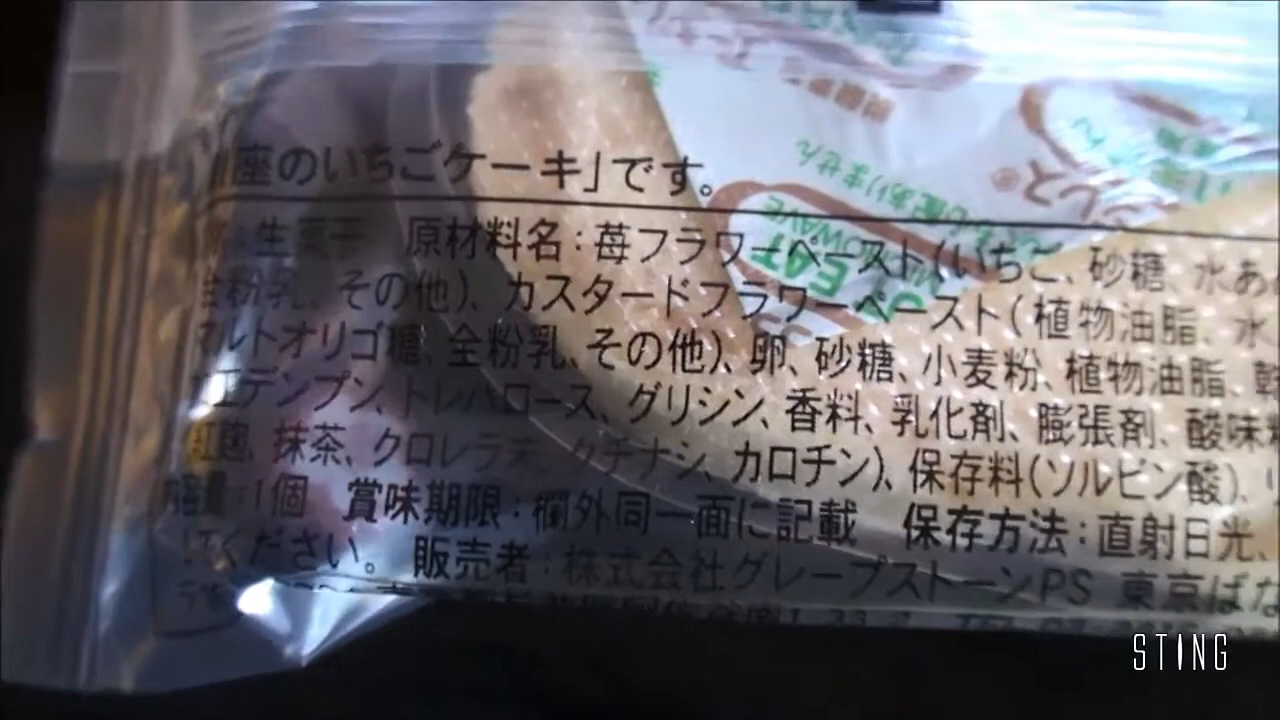 座のいちごケーキ」です。
生菓子 原材料名:苺フラワーペースト(いちご、砂糖、水あ
全粉乳、その他)、カスタードフラワーペースト(植物油脂、水
マルトオリゴ糖、全粉乳、その他)、卵、砂糖、小麦粉、植物油脂、
デンプン、トレハロース、グリシン、香料、乳化剤、膨張剤、酸味料
紅麹、抹茶、クロレラ、クチナシ、カロチン)、保存料(ソルビン酸)、
内容量:1個 賞味期限:欄外同一面に記載 保存方法:直射日光、
てください。 販売者:株式会社グレープストーンPS 東京ばな
STING